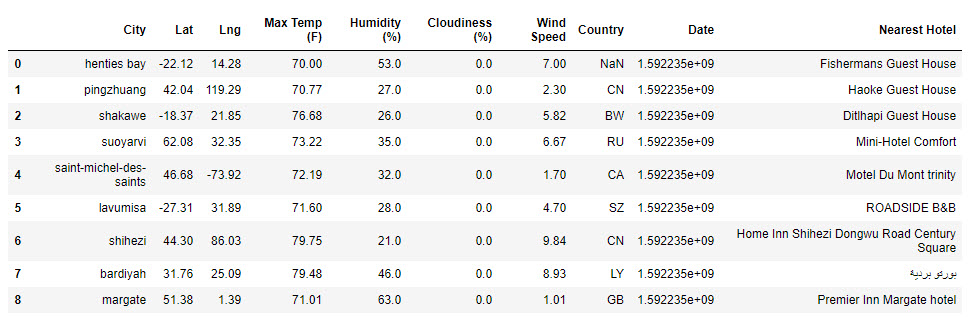 City Lat Lng Max Temp (F) Humidity (%) Cloudiness (%) Wind Speed Country Date Nearest Hotel
0 henties bay -22.12 14.28 70.00 53.0 0.0 7.00 NaN 1.592235e+09 Fishermans Guest House
1 pingzhuang 42.04 119.29 70.77 27.0 0.0 2.30 CN 1.592235e+09 Haoke Guest House
2 shakawe -18.37 21.85 76.68 26.0 0.0 5.82 BW 1.592235e+09 Ditlhapi Guest House
3 suoyarvi 62.08 32.35 73.22 35.0 0.0 6.67 RU 1.592235e+09 Mini-Hotel Comfort
4 saint-michel-des-saints 46.68 -73.92 72.19 32.0 0.0 1.70 CA 1.592235e+09 Motel Du Mont trinity
5 lavumisa -27.31 31.89 71.60 28.0 0.0 4.70 SZ 1.592235e+09 ROADSIDE B&B
6 shihezi 44.30 86.03 79.75 21.0 0.0 9.84 CN 1.592235e+09 Home Inn Shihezi Dongwu Road Century Square
7 bardiyah 31.76 25.09 79.48 46.0 0.0 8.93 LY 1.592235e+09 بورتو بردية
8 margate 51.38 1.39 71.01 63.0 0.0 1.01 GB 1.592235e+09 Premier Inn Margate hotel